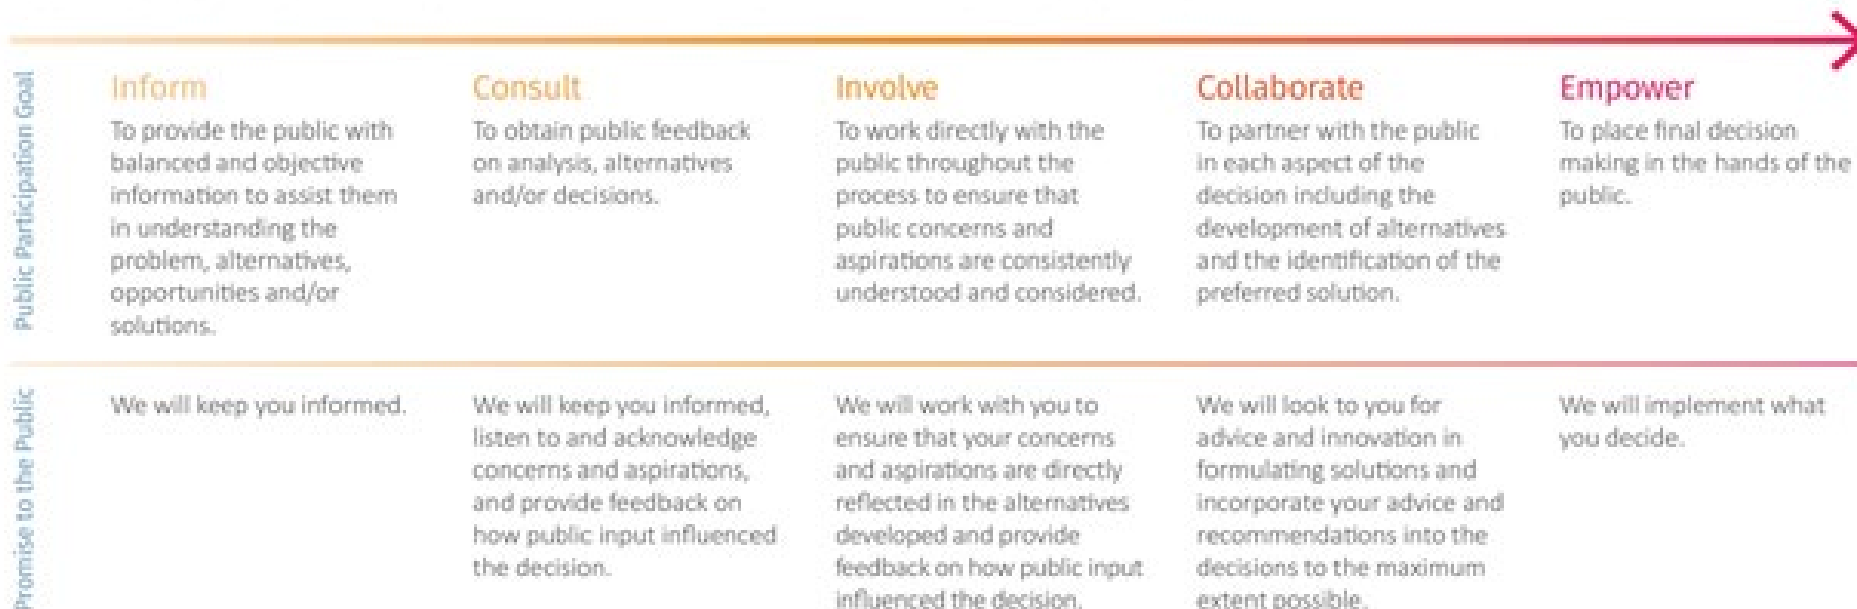 Public Participation Goal
Inform
To provide the public with
balanced and objective
information to assist them
in understanding the
problem, alternatives,
opportunities and/or
solutions.
Consult
To obtain public feedback
on analysis, alternatives
and/or decisions.
Involve
To work directly with the
public throughout the
process to ensure that
public concerns and
aspirations are consistently
understood and considered.
Collaborate
To partner with the public
in each aspect of the
decision including the
development of alternatives
and the identification of the
preferred solution.
Empower
To place final decision
making in the hands of the
public.
Promise to the Public
We will keep you informed.
We will keep you informed,
listen to and acknowledge
concerns and aspirations,
and provide feedback on
how public input influenced
the decision.
We will work with you to
ensure that your concerns
and aspirations are directly
reflected in the alternatives
developed and provide
feedback on how public input
influenced the decision.
We will look to you for
advice and innovation in
formulating solutions and
incorporate your advice and
recommendations into the
decisions to the maximum
extent possible.
We will implement what
you decide.